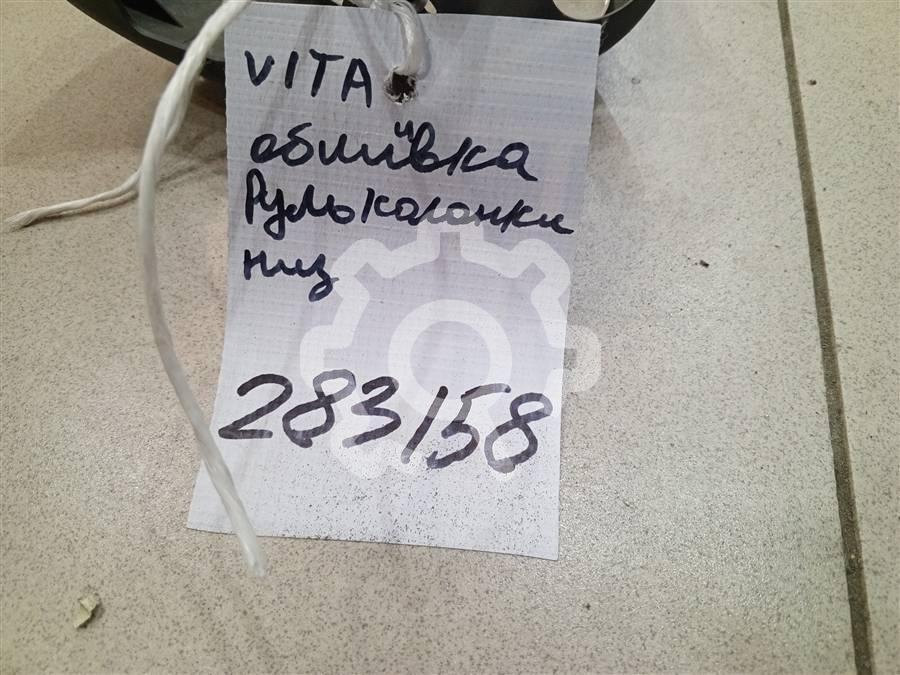 VITA
обшивка
Рульколонки
низ
283158